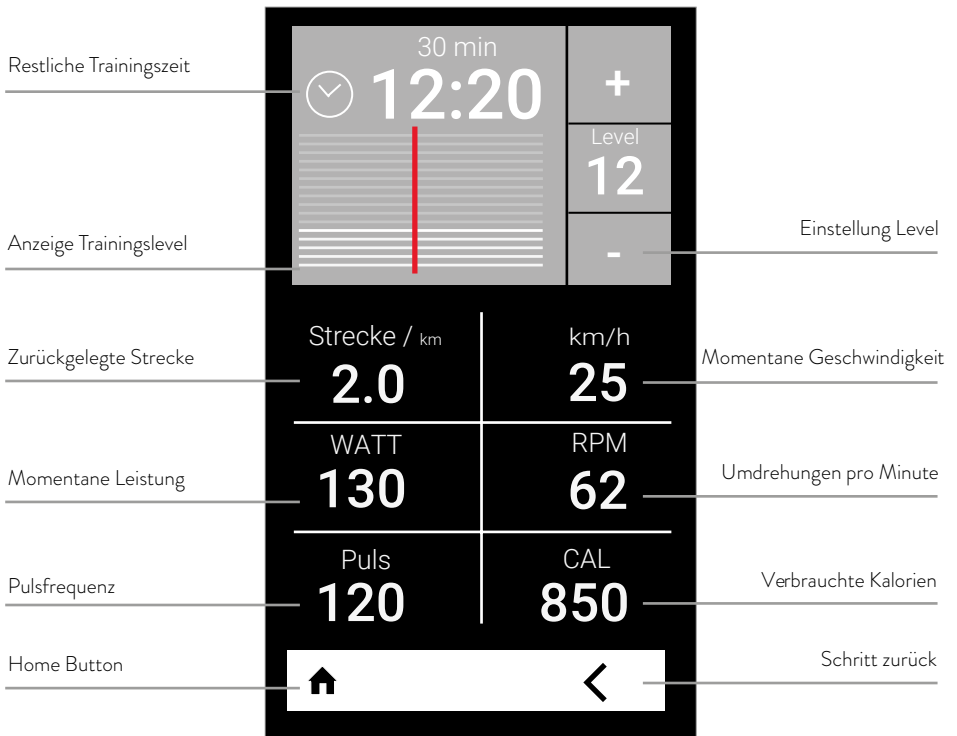 Restliche Trainingszeit
30 min
12:20
+
Level
12
-
Anzeige Trainingslevel
Einstellung Level
Strecke / km
2.0
km/h
25
Zurückgelegte Strecke
Momentane Geschwindigkeit
WATT
130
RPM
62
Momentane Leistung
Umdrehungen pro Minute
Puls
120
CAL
850
Pulsfrequenz
Verbrauchte Kalorien
Home Button
Schritt zurück